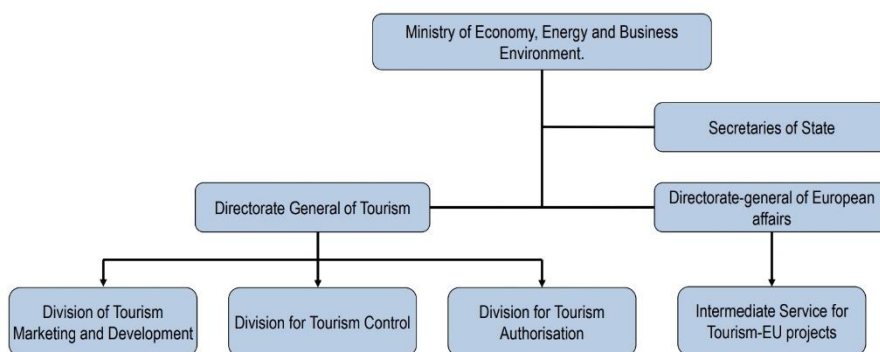 Ministry of Economy, Energy and Business
Environment.
Secretaries of State
Directorate General of Tourism
Directorate-general of European
affairs
Division of Tourism
Marketing and Development
Division for Tourism Control
Division for Tourism
Authorisation
Intermediate Service for
Tourism-EU projects